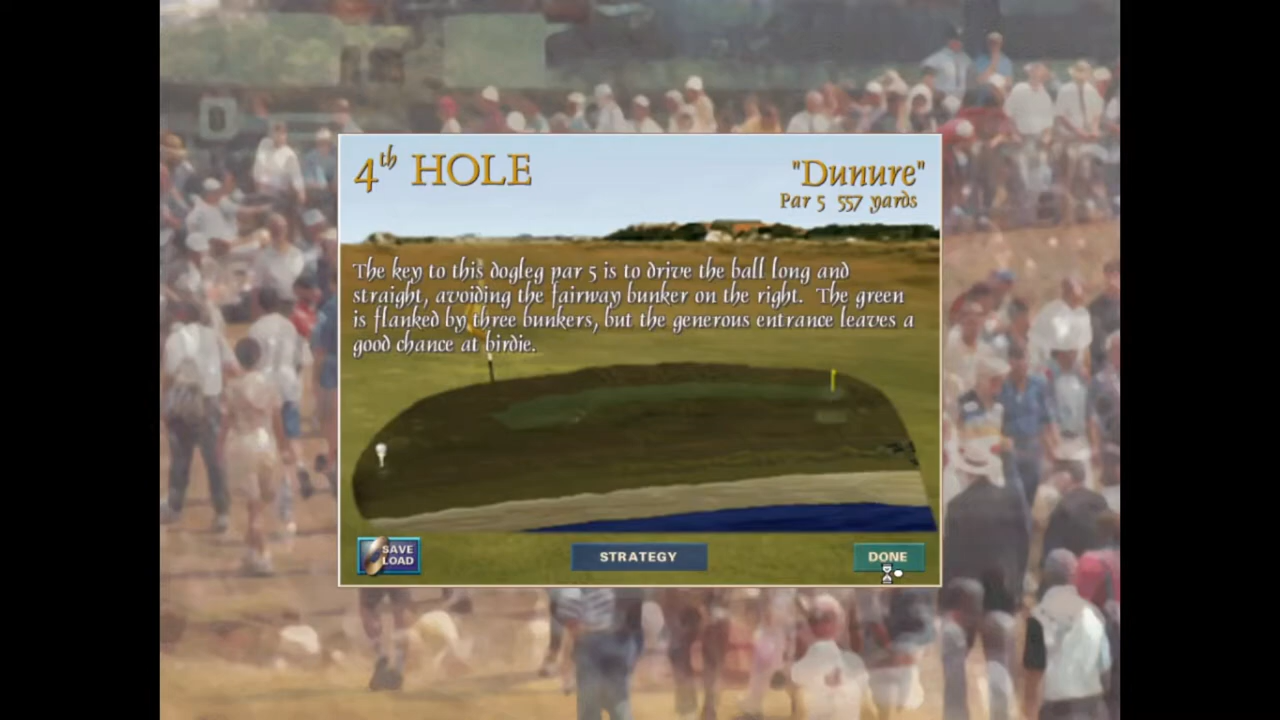 4th HOLE
"Dunure"
Par 5 557 yards
The key to this dogleg par 5 is to drive the ball long and
straight, avoiding the fairway bunker on the right. The green
is flanked by three bunkers, but the generous entrance leaves a
good chance at birdie.
SAVE
LOAD
STRATEGY
DONE